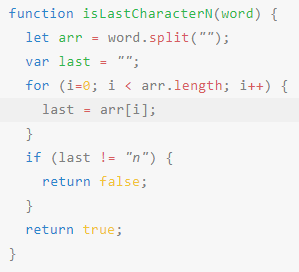 function isLastCharacterN(word) {
  let arr = word.split("");
  var last = "";
  for (i=0; i < arr.length; i++) {
    last = arr[i];
  }
  if (last != "n") {
    return false;
  }
  return true;
}